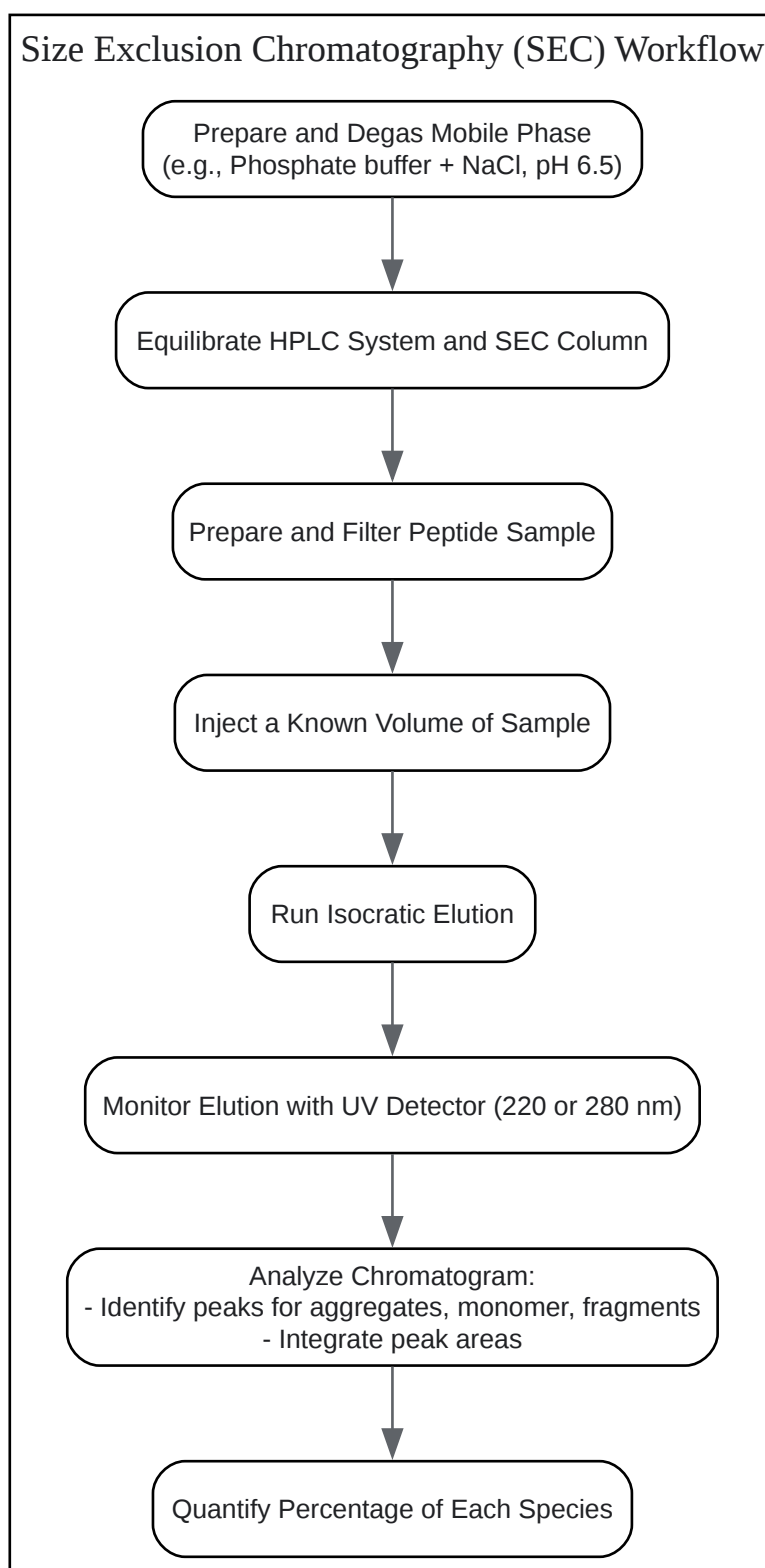 Size Exclusion Chromatography (SEC) Workflow
Prepare and Degas Mobile Phase
(e.g., Phosphate buffer + NaCl, pH 6.5)
Equilibrate HPLC System and SEC Column
Prepare and Filter Peptide Sample
Inject a Known Volume of Sample
Run Isocratic Elution
Monitor Elution with UV Detector (220 or 280 nm)
Analyze Chromatogram:
- Identify peaks for aggregates, monomer, fragments
- Integrate peak areas
Quantify Percentage of Each Species